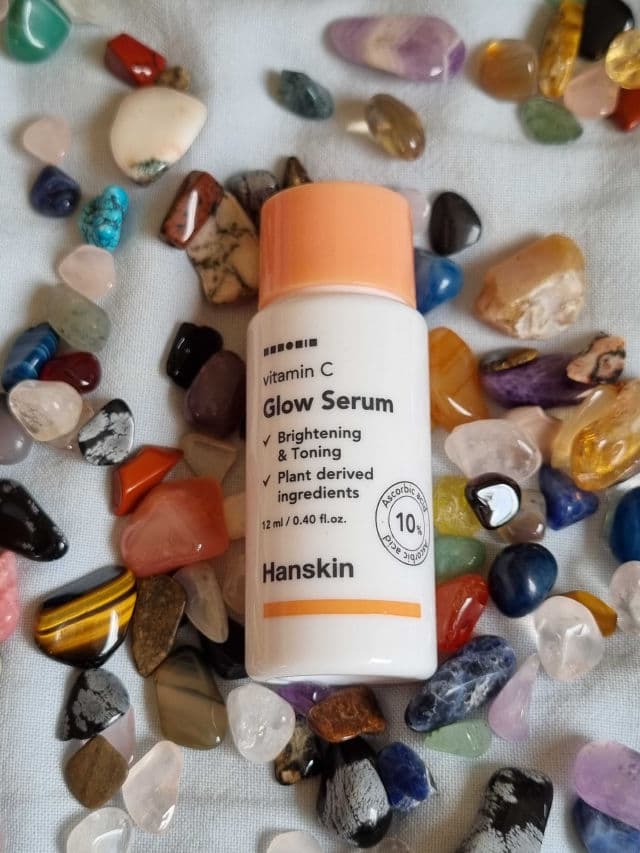 vitamin C
Glow Serum
✓ Brightening
& Toning
✓ Plant derived
ingredients
Ascorbic acid
10%
Ascorbic acid
12 ml / 0.40 fl.oz.
Hanskin